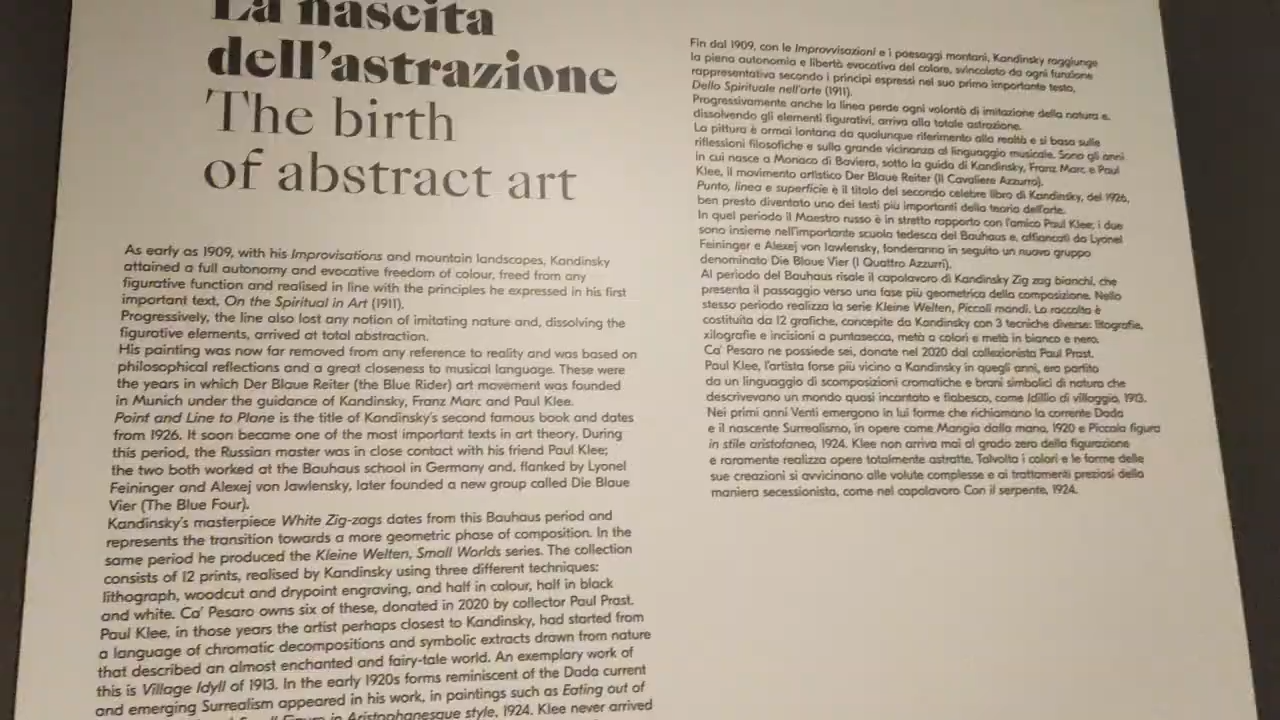 La nascita
dell'astrazione
The birth
of abstract art
As early as 1909, with his Improvisations and mountain landscapes, Kandinsky
attained a full autonomy and evocative freedom of colour, freed from any
figurative function and realised in line with the principles he expressed in his first
important text, On the Spiritual in Art (1911).
Progressively, the line also lost any notion of imitating nature and, dissolving the
figurative elements, arrived at total abstraction.
His painting was now far removed from any reference to reality and was based on
philosophical reflections and a great closeness to musical language. These were
the years in which Der Blaue Reiter (the Blue Rider) art movement was founded
in Munich under the guidance of Kandinsky, Franz Marc and Paul Klee.
Point and Line to Plane is the title of Kandinsky's second famous book and dates
from 1926. It soon became one of the most important texts in art theory. During
this period, the Russian master was in close contact with his friend Paul Klee;
the two both worked at the Bauhaus school in Germany and, flanked by Lyonel
Feininger and Alexej von Jawlensky, later founded a new group called Die Blaue
Vier (The Blue Four).
Kandinsky's masterpiece White Zig-zags dates from this Bauhaus period and
represents the transition towards a more geometric phase of composition. In the
same period he produced the Kleine Welten, Small Worlds series. The collection
consists of 12 prints, realised by Kandinsky using three different techniques:
lithograph, woodcut and drypoint engraving, and half in colour, half in black
and white. Ca' Pesaro owns six of these, donated in 2020 by collector Paul Prast.
Paul Klee, in those years the artist perhaps closest to Kandinsky, had started from
a language of chromatic decompositions and symbolic extracts drawn from nature
that described an almost enchanted and fairy-tale world. An exemplary work of
this is Village Idyll of 1913. In the early 1920s forms reminiscent of the Dada current
and emerging Surrealism appeared in his work, in paintings such as Eating out of
Figure in Aristophanesque style, 1924. Klee never arrived
Fin dal 1909, con le Improvvisazioni e i paesaggi montani, Kandinsky raggiunge
la piena autonomia e libertà evocativa del colore, svincolato da ogni funzione
rappresentativa secondo i principi espressi nel suo primo importante testo,
Dello Spirituale nell'arte (1911).
Progressivamente anche la linea perde ogni volontà di imitazione della natura e,
dissolvendo gli elementi figurativi, arriva alla totale astrazione.
La pittura è ormai lontana da qualunque riferimento alla realtà e si basa sulle
riflessioni filosofiche e sulla grande vicinanza al linguaggio musicale. Sono gli anni
in cui nasce a Monaco di Baviera, sotto la guida di Kandinsky, Franz Marc e Paul
Klee, il movimento artistico Der Blaue Reiter (Il Cavaliere Azzurro).
Punto, linea e superficie è il titolo del secondo celebre libro di Kandinsky, del 1926,
ben presto diventato uno dei testi più importanti della teoria dell'arte.
In quel periodo il Maestro russo è in stretto rapporto con l'amico Paul Klee; i due
sono insieme nell'importante scuola tedesca del Bauhaus e, affiancati da Lyonel
Feininger e Alexej von Jawlensky, fonderanno in seguito un nuovo gruppo
denominato Die Blaue Vier (I Quattro Azzurri).
Al periodo del Bauhaus risale il capolavoro di Kandinsky Zig zag bianchi, che
presenta il passaggio verso una fase più geometrica della composizione. Nello
stesso periodo realizza la serie Kleine Welten, Piccoli mondi. La raccolta è
costituita da 12 grafiche, concepite da Kandinsky con 3 tecniche diverse: litografie,
xilografie e incisioni a puntasecca, metà a colori e metà in bianco e nero.
Ca' Pesaro ne possiede sei, donate nel 2020 dal collezionista Paul Prast.
Paul Klee, l'artista forse più vicino a Kandinsky in quegli anni, era partito
da un linguaggio di scomposizioni cromatiche e brani simbolici di natura che
descrivevano un mondo quasi incantato e fiabesco, come Idillio di villaggio, 1913.
Nei primi anni Venti emergono in lui forme che richiamano la corrente Dada
e il nascente Surrealismo, in opere come Mangia dalla mano, 1920 e Piccola figura
in stile aristofaneo, 1924. Klee non arriva mai al grado zero della figurazione
e raramente realizza opere totalmente astratte. Talvolta i colori e le forme delle
sue creazioni si avvicinano alle volute complesse e ai trattamenti preziosi della
maniera secessionista, come nel capolavoro Con il serpente, 1924.